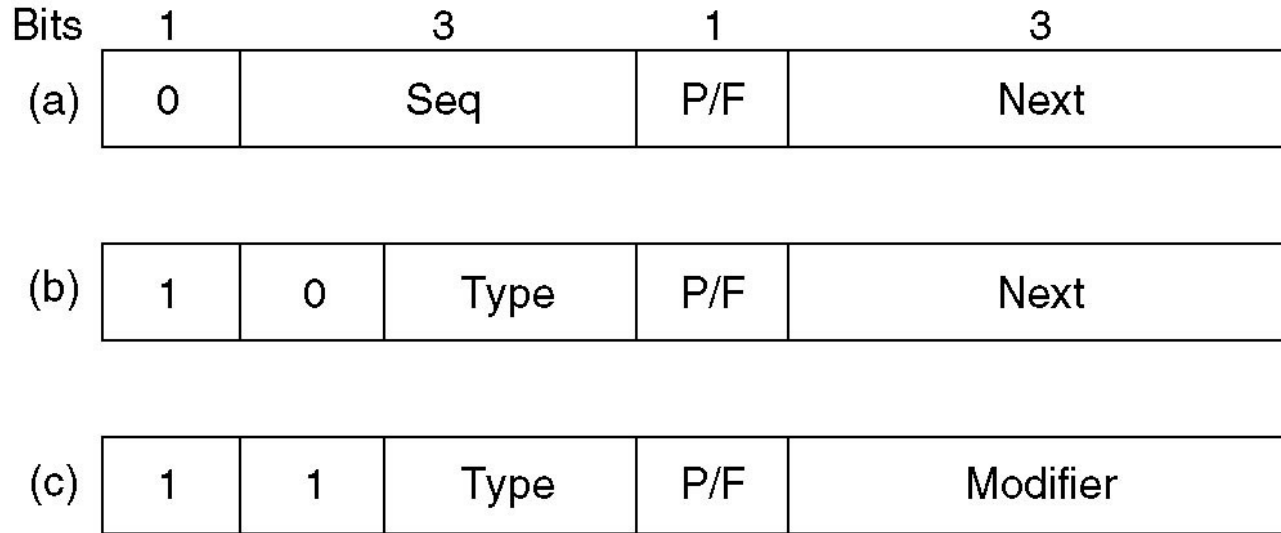 Bits 1 3 1 3
(a) 0 Seq P/F Next
(b) 1 0 Type P/F Next
(c) 1 1 Type P/F Modifier